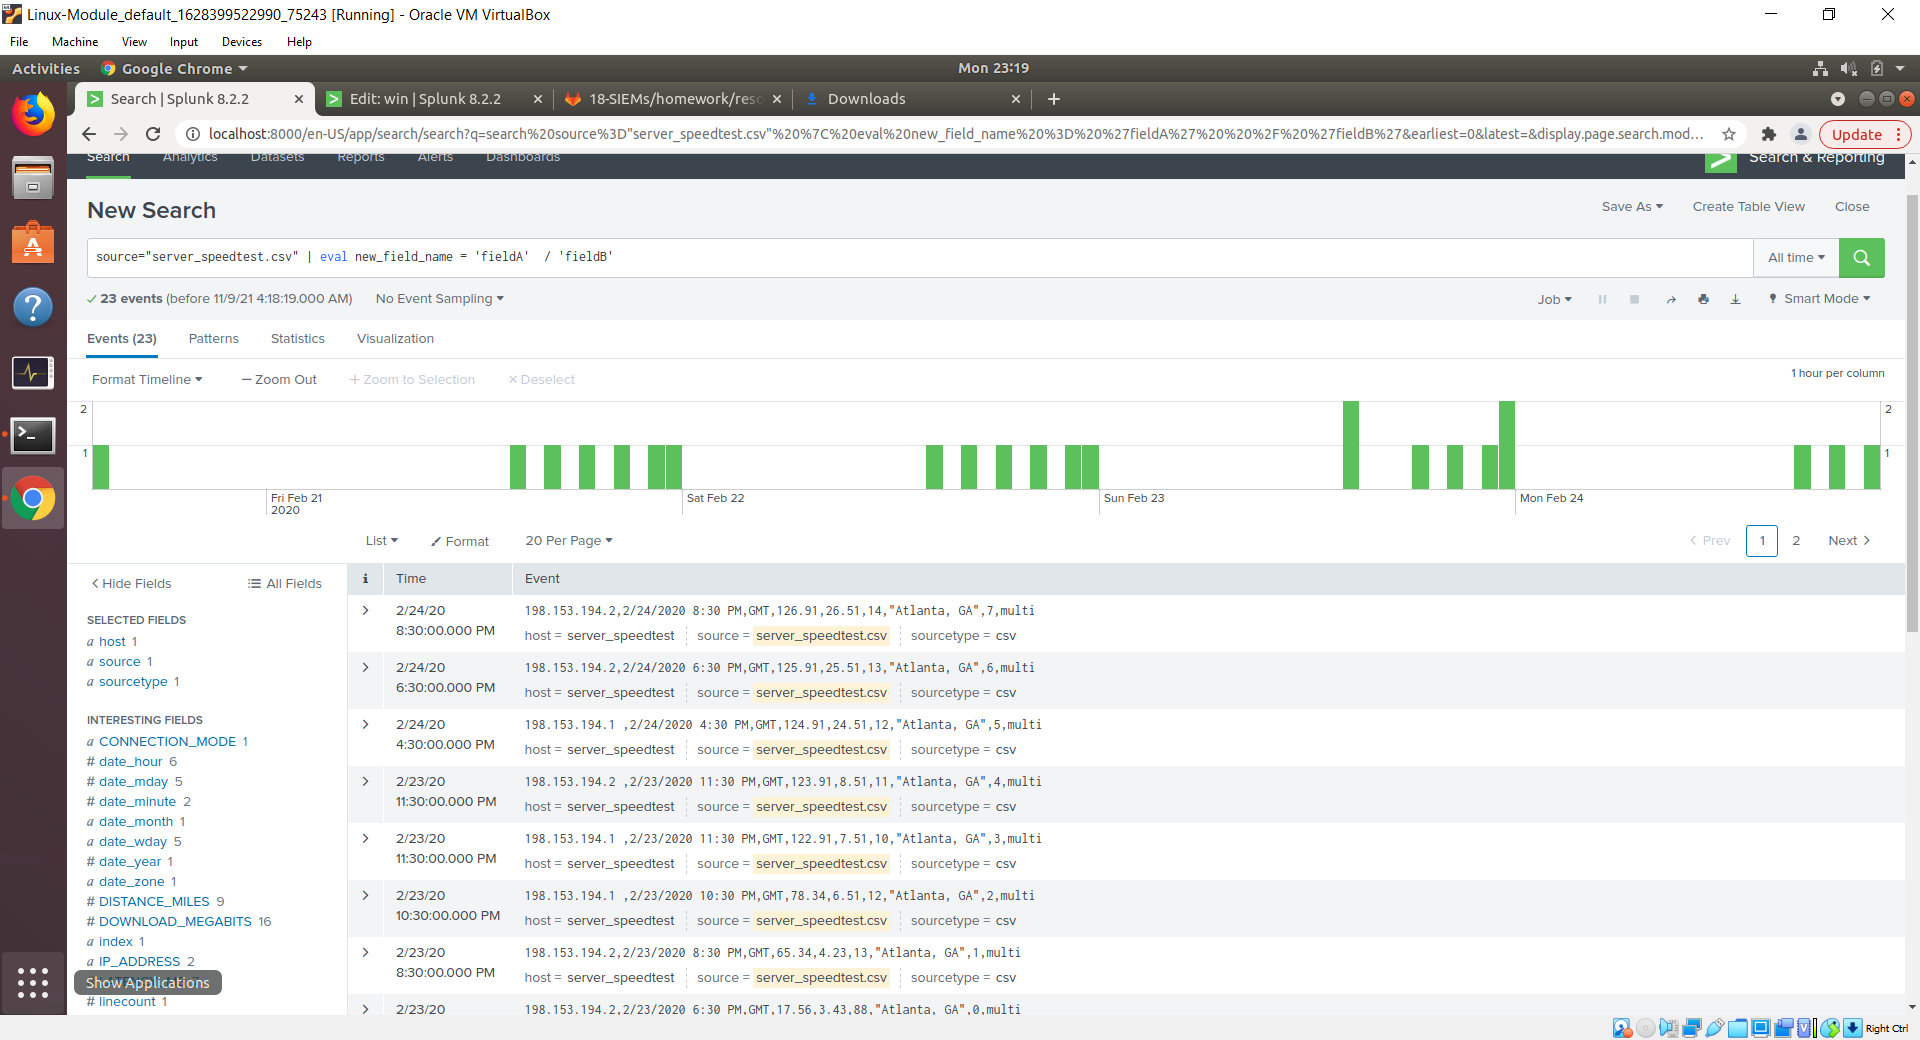 Linux-Module_default_1628399522990_75243 [Running] - Oracle VM VirtualBox
File Machine View Input Devices Help
Activities Google Chrome Mon 23:19
Search | Splunk 8.2.2 Edit: win | Splunk 8.2.2 18-SIEMs/homework/reso Downloads
localhost:8000/en-US/app/search/search?q=search%20source%3D"server_speedtest.csv"%20%7C%20eval%20new_field_name%20%3D%20%27fieldA%27%20%20%2F%20%27fieldB%27&earliest=0&latest=&display.page.search.mod... Update
Search Analytics Datasets Reports Alerts Dashboards Search & Reporting
New Search Save As Create Table View Close
source="server_speedtest.csv" | eval new_field_name = 'fieldA'  / 'fieldB' All time
23 events (before 11/9/21 4:18:19.000 AM) No Event Sampling Job Smart Mode
Events (23) Patterns Statistics Visualization
Format Timeline — Zoom Out + Zoom to Selection × Deselect 1 hour per column
2 2
1 1
Fri Feb 21 Sat Feb 22 Sun Feb 23 Mon Feb 24
2020
List Format 20 Per Page < Prev 1 2 Next >
< Hide Fields All Fields i Time Event
SELECTED FIELDS
a host 1
a source 1
a sourcetype 1
INTERESTING FIELDS
a CONNECTION_MODE 1
# date_hour 6
# date_mday 5
# date_minute 2
a date_month 1
a date_wday 5
# date_year 1
a date_zone 1
# DISTANCE_MILES 9
# DOWNLOAD_MEGABITS 16
a index 1
a IP_ADDRESS 2
Show Applications
# linecount 1
> 2/24/20 198.153.194.2,2/24/2020 8:30 PM,GMT,126.91,26.51,14,"Atlanta, GA",7,multi
8:30:00.000 PM host = server_speedtest source = server_speedtest.csv sourcetype = csv
> 2/24/20 198.153.194.2,2/24/2020 6:30 PM,GMT,125.91,25.51,13,"Atlanta, GA",6,multi
6:30:00.000 PM host = server_speedtest source = server_speedtest.csv sourcetype = csv
> 2/24/20 198.153.194.1 ,2/24/2020 4:30 PM,GMT,124.91,24.51,12,"Atlanta, GA",5,multi
4:30:00.000 PM host = server_speedtest source = server_speedtest.csv sourcetype = csv
> 2/23/20 198.153.194.2 ,2/23/2020 11:30 PM,GMT,123.91,8.51,11,"Atlanta, GA",4,multi
11:30:00.000 PM host = server_speedtest source = server_speedtest.csv sourcetype = csv
> 2/23/20 198.153.194.1 ,2/23/2020 11:30 PM,GMT,122.91,7.51,10,"Atlanta, GA",3,multi
11:30:00.000 PM host = server_speedtest source = server_speedtest.csv sourcetype = csv
> 2/23/20 198.153.194.1 ,2/23/2020 10:30 PM,GMT,78.34,6.51,12,"Atlanta, GA",2,multi
10:30:00.000 PM host = server_speedtest source = server_speedtest.csv sourcetype = csv
> 2/23/20 198.153.194.2,2/23/2020 8:30 PM,GMT,65.34,4.23,13,"Atlanta, GA",1,multi
8:30:00.000 PM host = server_speedtest source = server_speedtest.csv sourcetype = csv
> 2/23/20 198.153.194.2,2/23/2020 6:30 PM,GMT,17.56,3.43,88,"Atlanta, GA",0,multi
Right Ctrl